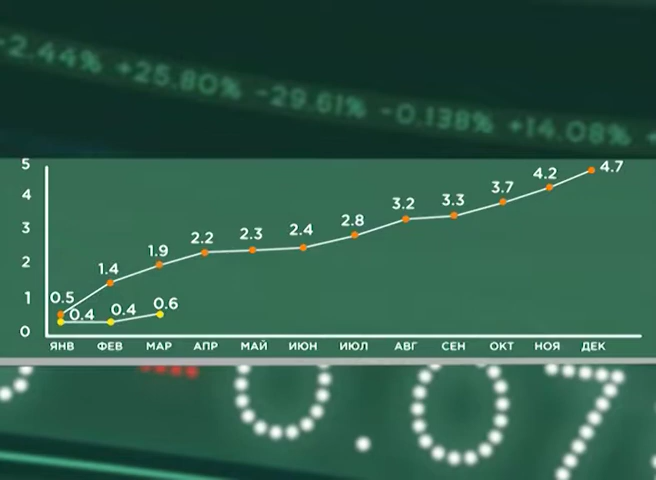 -2.44% +25.80% -29.61% -0.138% +14.08% +
5
4
3
2
1
0
0.5 1.4 1.9 2.2 2.3 2.4 2.8 3.2 3.3 3.7 4.2 4.7
0.4 0.4 0.6
ЯНВ ФЕВ МАР АПР МАЙ ИЮН ИЮЛ АВГ СЕН ОКТ НОЯ ДЕК
0.07